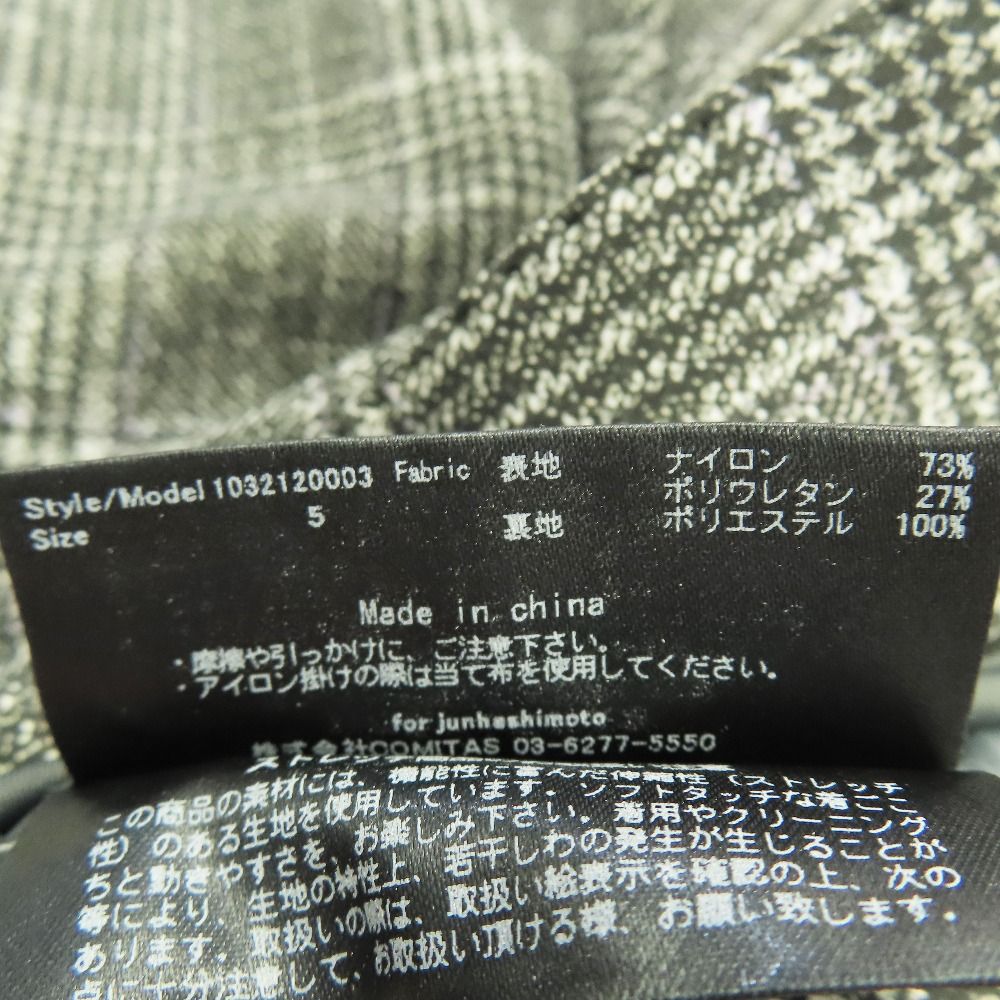 Style/Model 1032120003 Fabric 表地 ナイロン 73%
ポリウレタン 27%
Size 5 裏地 ポリエステル 100%
Made in china
・摩擦や引っかけに、ご注意下さい。
・アイロン掛けの際は当て布を使用してください。
for junhashimoto
株式会社COMITAS 03-6277-5550
この商品の素材には、機能性に富んだ伸縮性（ストレッチ
性）のある生地を使用しています。ソフトタッチな着ごこ
ちと動きやすさを、お楽しみ下さい。着用やクリーニング
等により、生地の特性上、若干しわの発生が生じることが
あります。取扱いの際は、取扱い絵表示を確認の上、次の
点に十分注意して、お取扱い頂ける様、お願い致します。